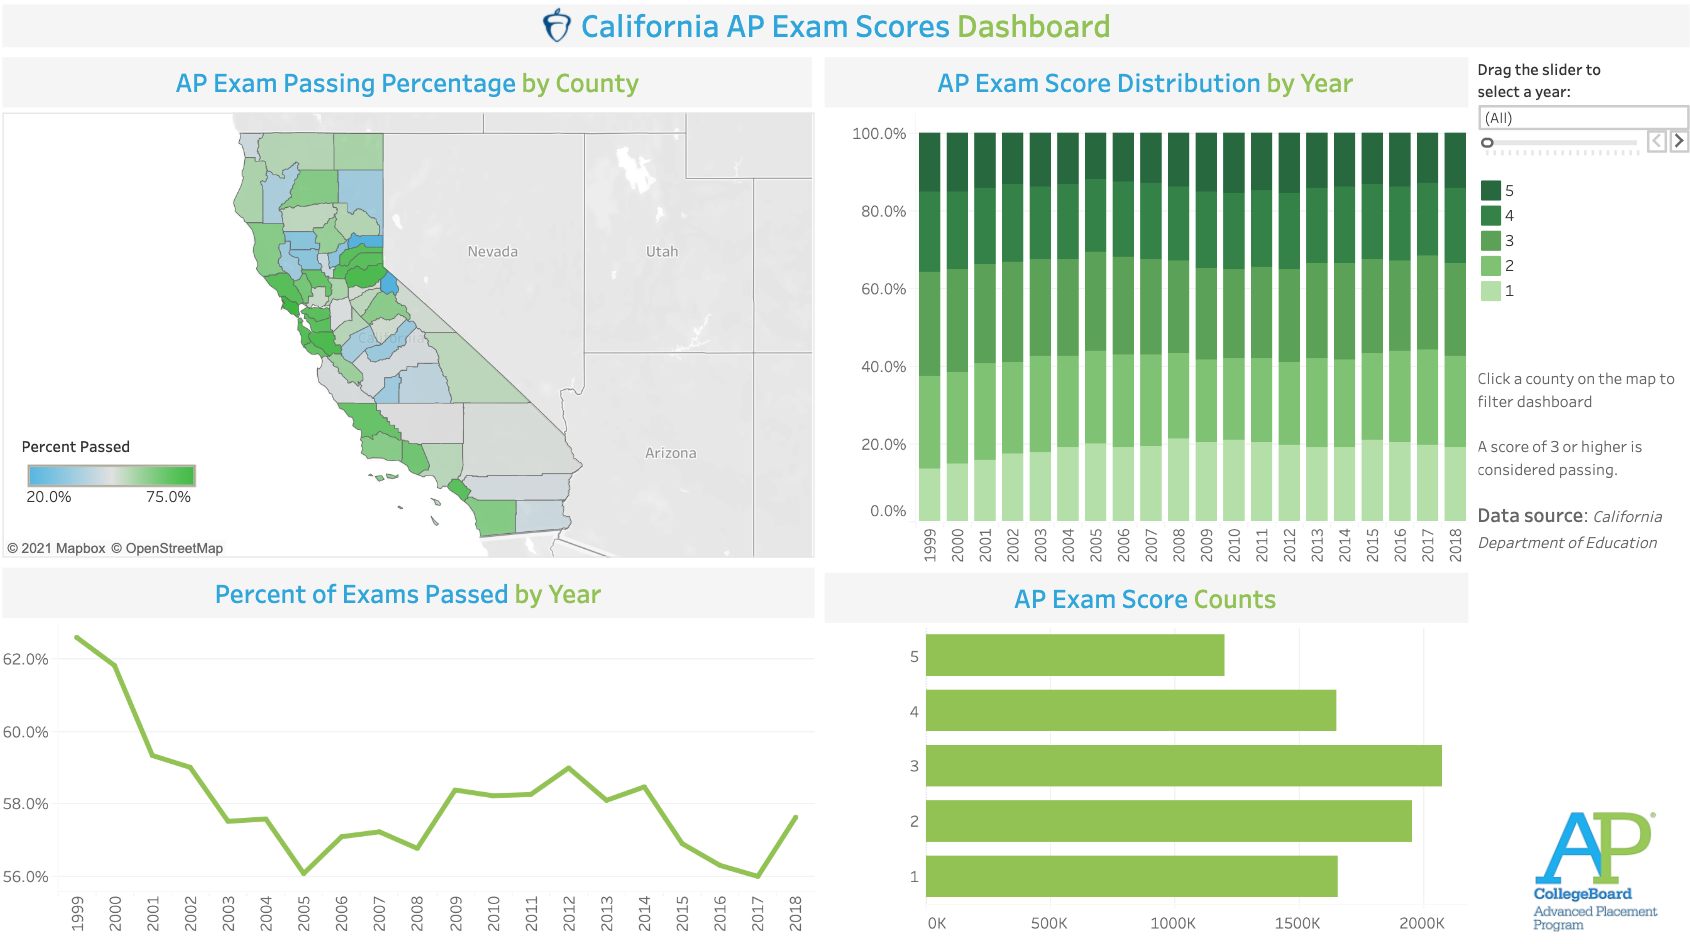 California AP Exam Scores Dashboard
AP Exam Passing Percentage by County
Nevada
Utah
California
Arizona
Percent Passed
20.0%
75.0%
© 2021 Mapbox © OpenStreetMap
AP Exam Score Distribution by Year
100.0%
80.0%
60.0%
40.0%
20.0%
0.0%
1999
2000
2001
2002
2003
2004
2005
2006
2007
2008
2009
2010
2011
2012
2013
2014
2015
2016
2017
2018
Drag the slider to
select a year:
(All)
5
4
3
2
1
Click a county on the map to
filter dashboard
A score of 3 or higher is
considered passing.
Data source: California
Department of Education
Percent of Exams Passed by Year
62.0%
60.0%
58.0%
56.0%
1999
2000
2001
2002
2003
2004
2005
2006
2007
2008
2009
2010
2011
2012
2013
2014
2015
2016
2017
2018
AP Exam Score Counts
5
4
3
2
1
0K
500K
1000K
1500K
2000K
AP®
CollegeBoard
Advanced Placement
Program